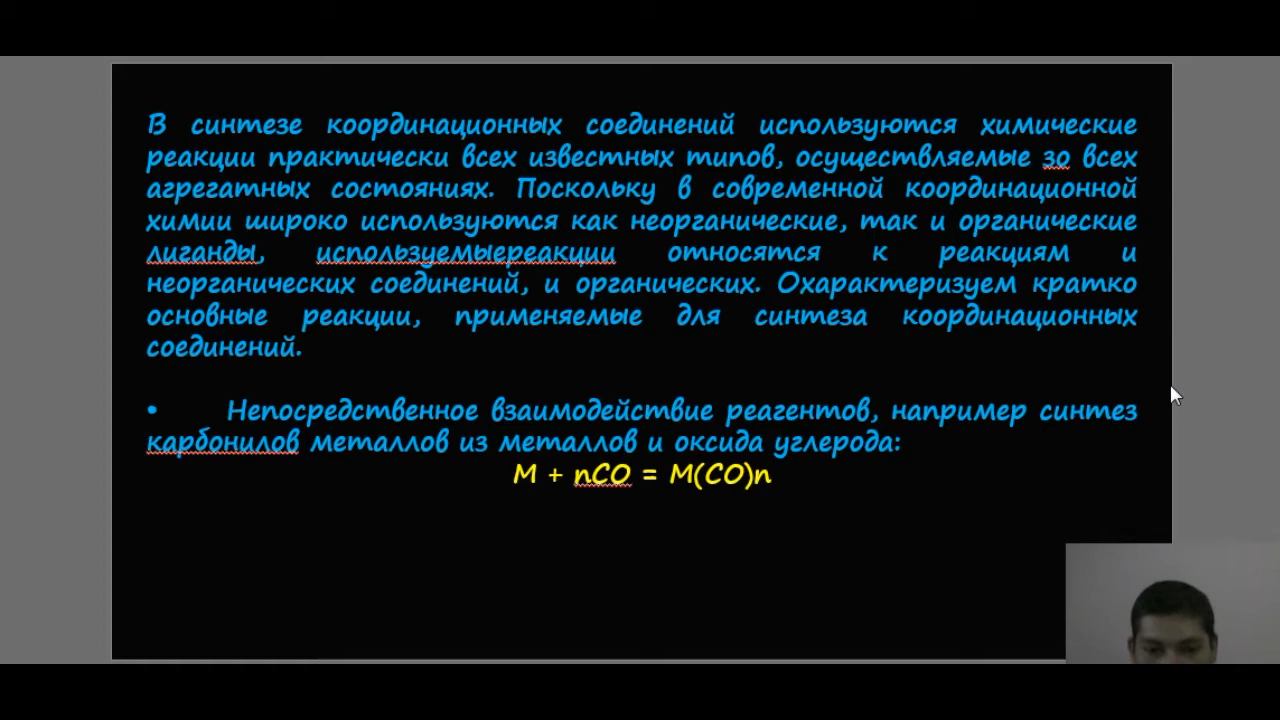 В синтезе координационных соединений используются химические
реакции практически всех известных типов, осуществляемые зо всех
агрегатных состояниях. Поскольку в современной координационной
химии широко используются как неорганические, так и органические
лиганды, используемыереакции относятся к реакциям и
неорганических соединений, и органических. Охарактеризуем кратко
основные реакции, применяемые для синтеза координационных
соединений.
• Непосредственное взаимодействие реагентов, например синтез
карбонилов металлов из металлов и оксида углерода:
M + nCO = M(CO)n